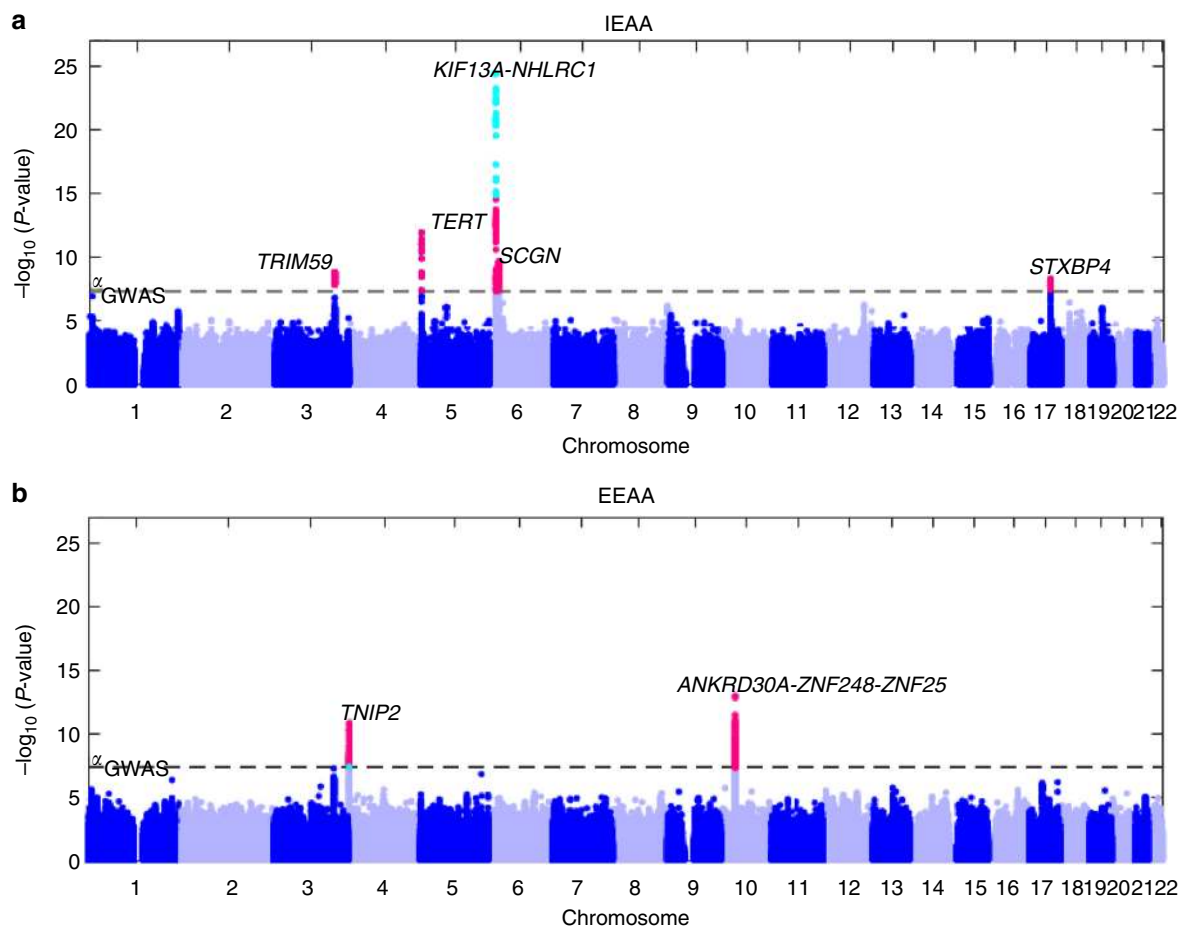 a
IEAA
25
20
15
10
5
0
–log10 (P-value)
KIF13A-NHLRC1
TERT
SCGN
TRIM59
STXBP4
αGWAS
1 2 3 4 5 6 7 8 9 10 11 12 13 14 15 16 17 18 19 20 21 22
Chromosome
b
EEAA
25
20
15
10
5
0
–log10 (P-value)
ANKRD30A-ZNF248-ZNF25
TNIP2
αGWAS
1 2 3 4 5 6 7 8 9 10 11 12 13 14 15 16 17 18 19 20 21 22
Chromosome